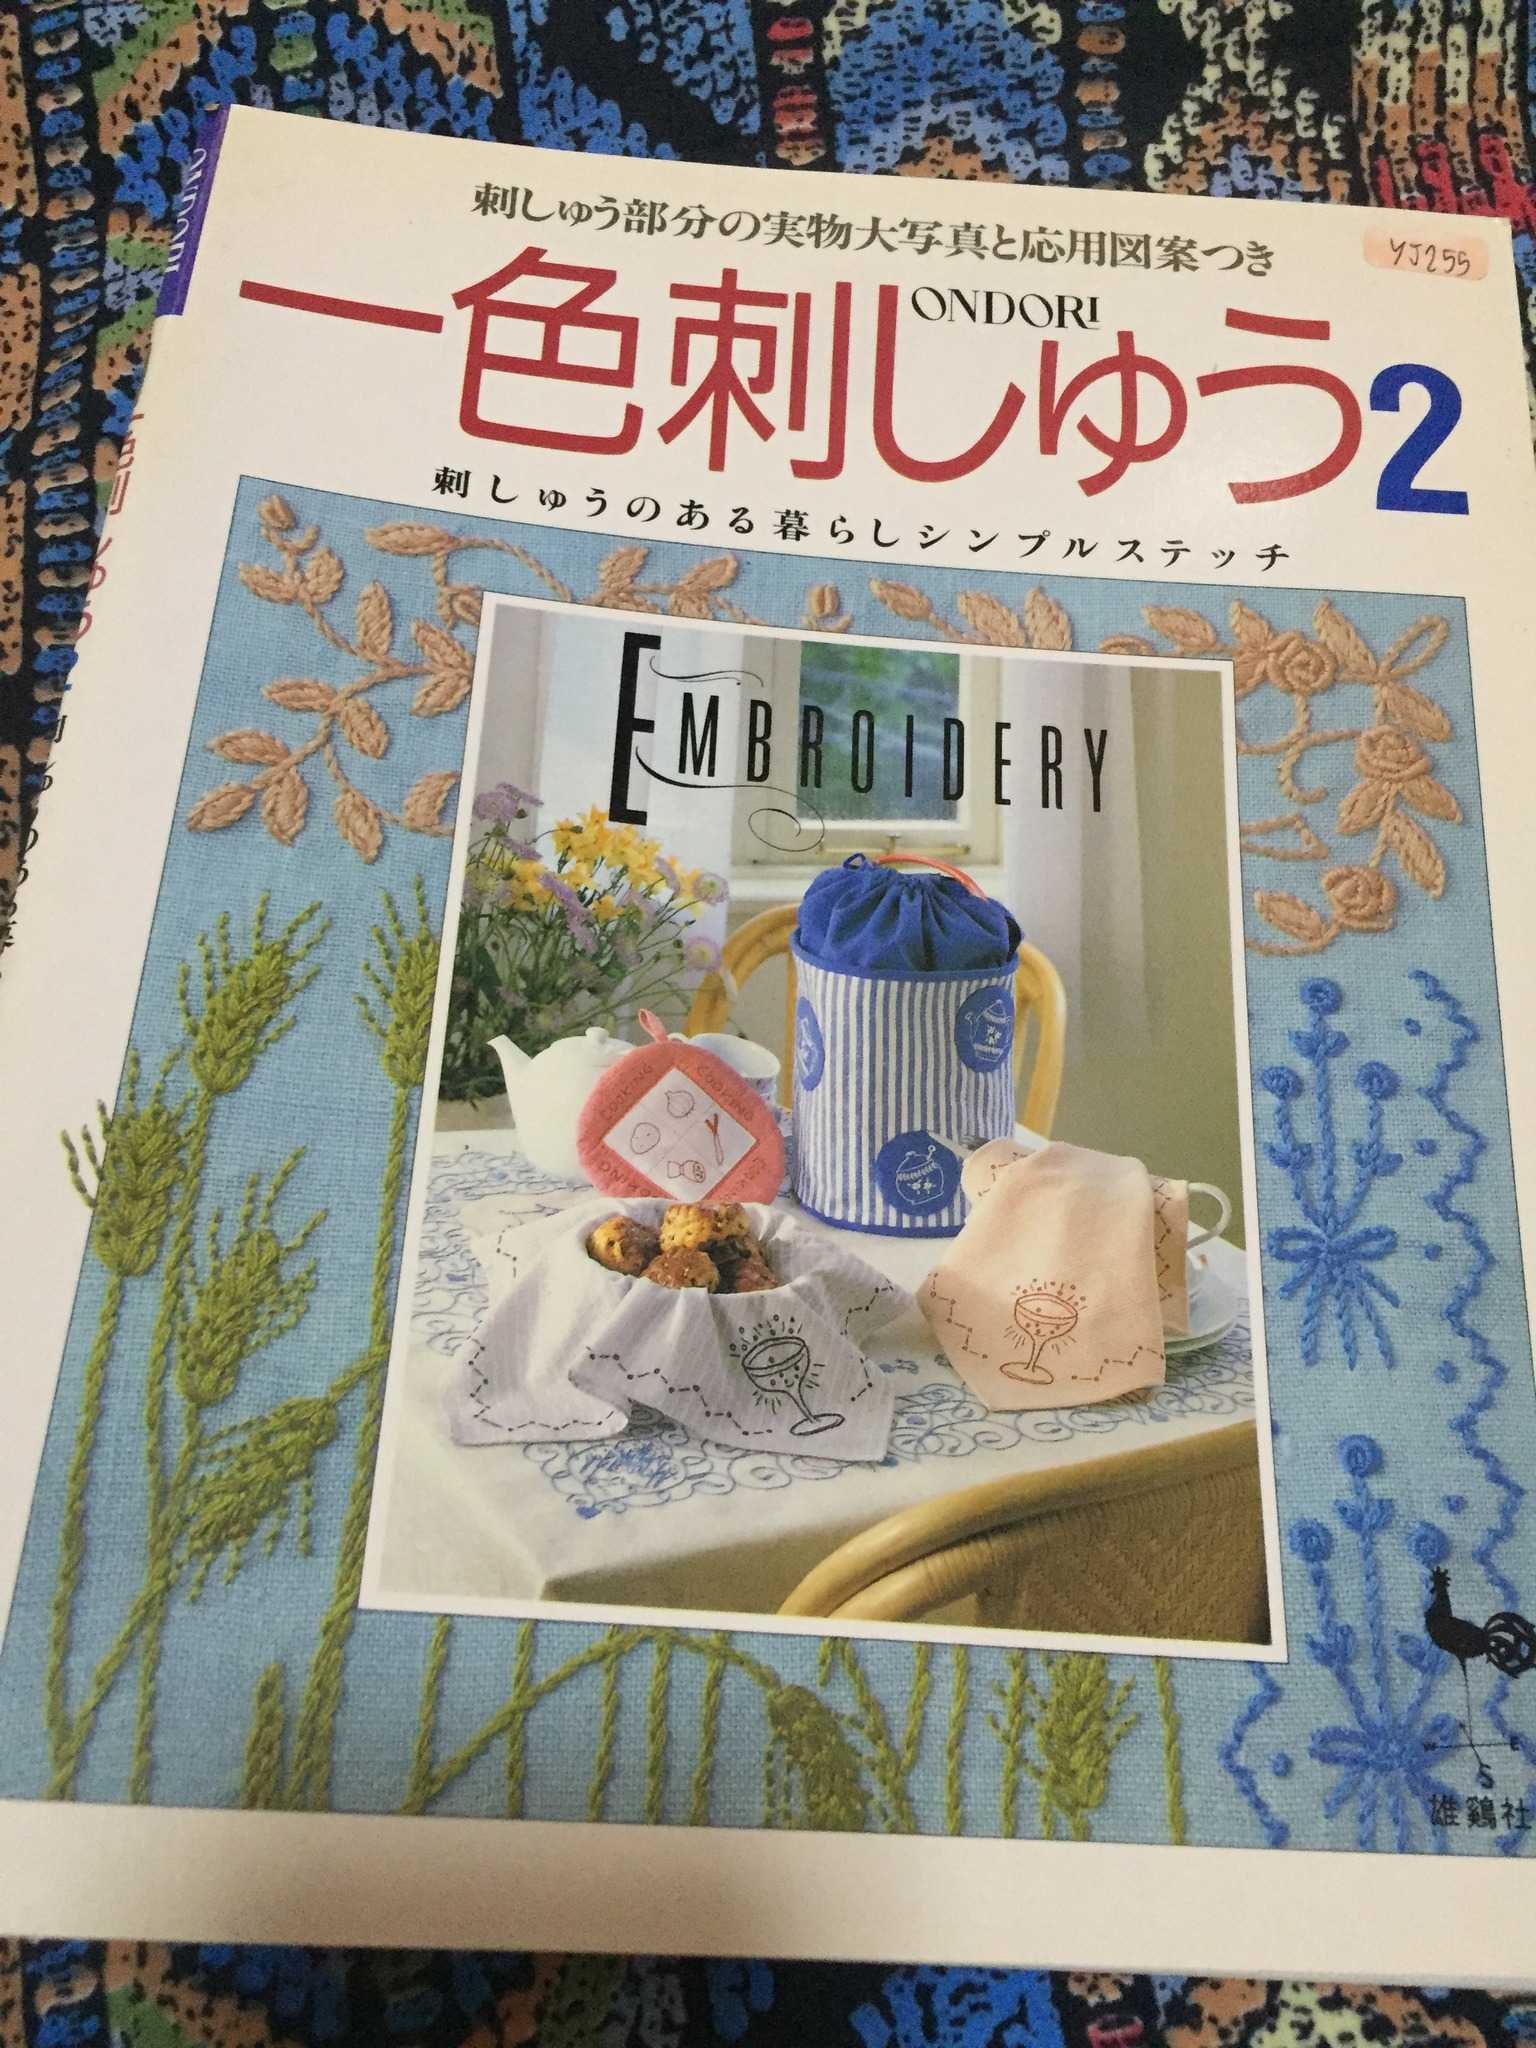 刺しゅう部分の実物大写真と応用図案つき
YJ255
ONDORI
一色刺しゅう2
刺しゅうのある暮らしシンプルステッチ
EMBROIDERY
COOKING
COOKING
COOKING
W E
S
雄鷄社